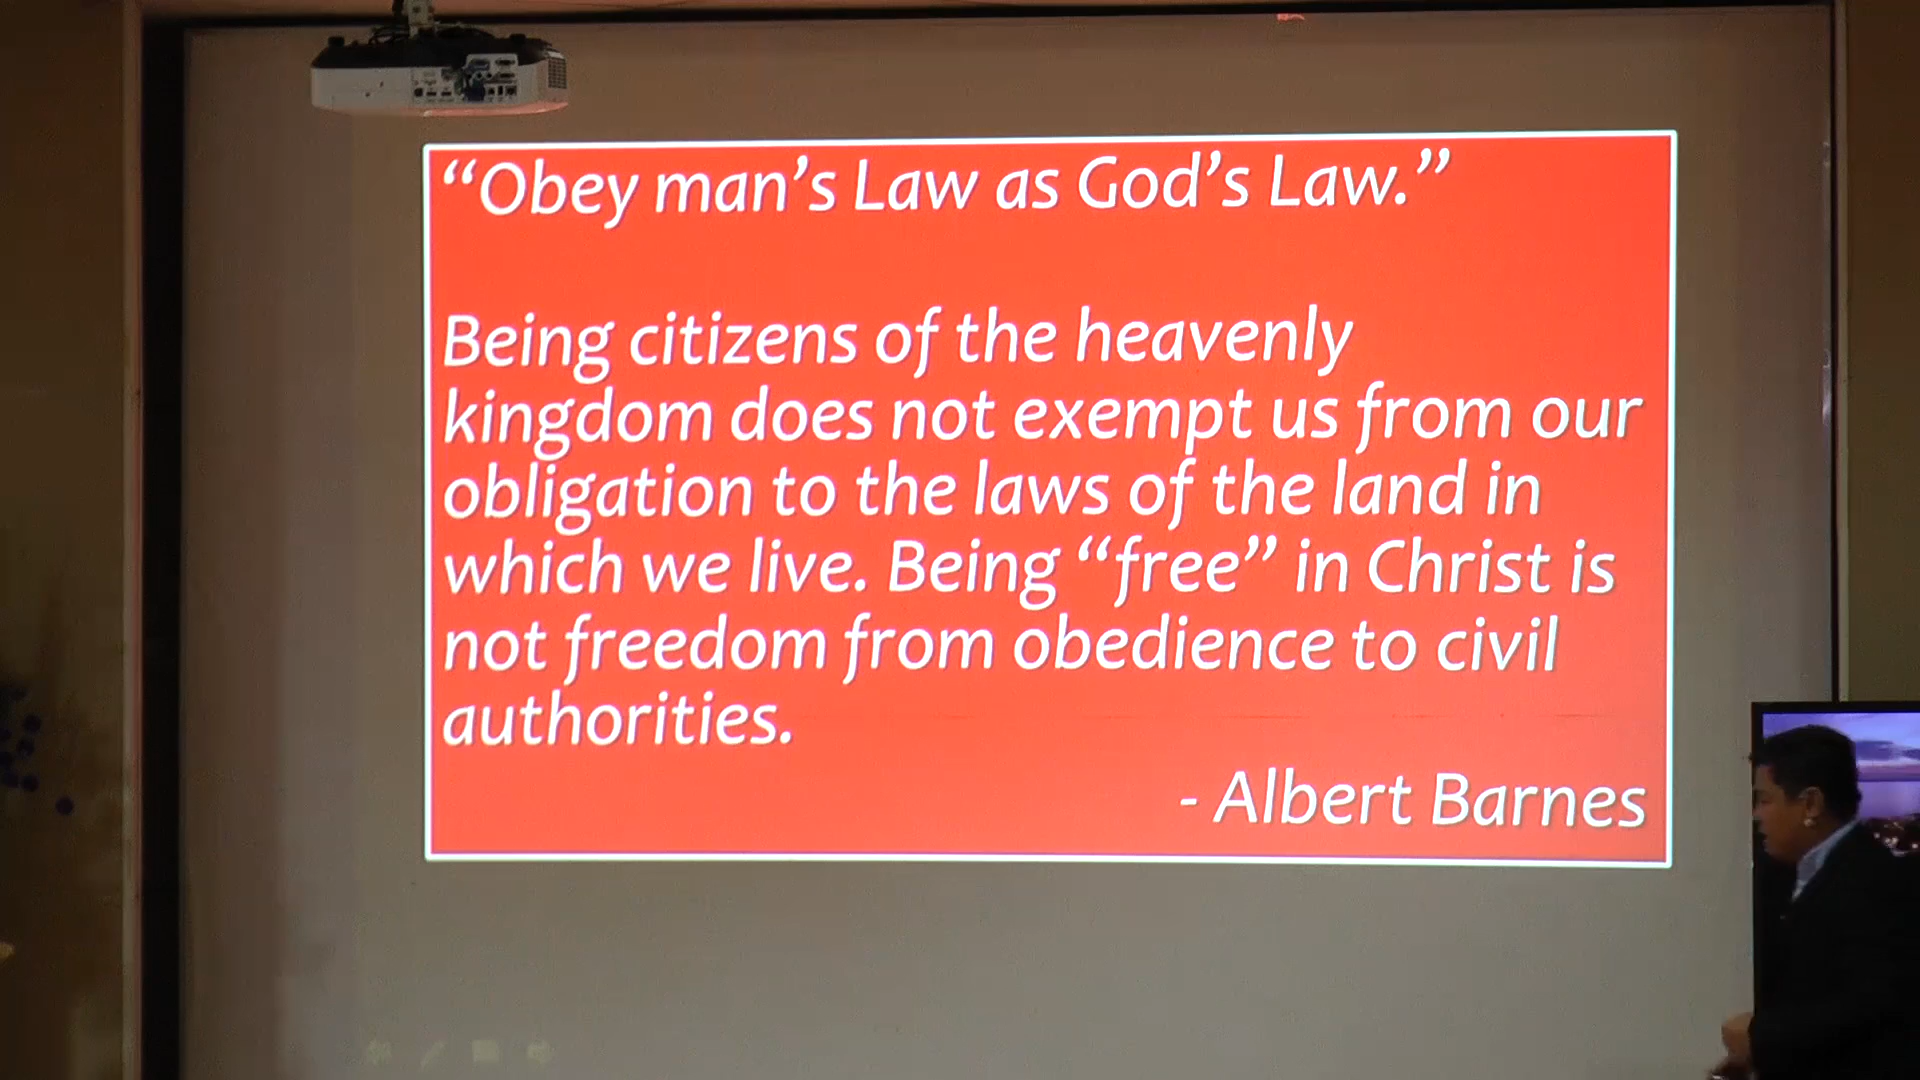 “Obey man’s Law as God’s Law.”
Being citizens of the heavenly
kingdom does not exempt us from our
obligation to the laws of the land in
which we live. Being “free” in Christ is
not freedom from obedience to civil
authorities.
- Albert Barnes